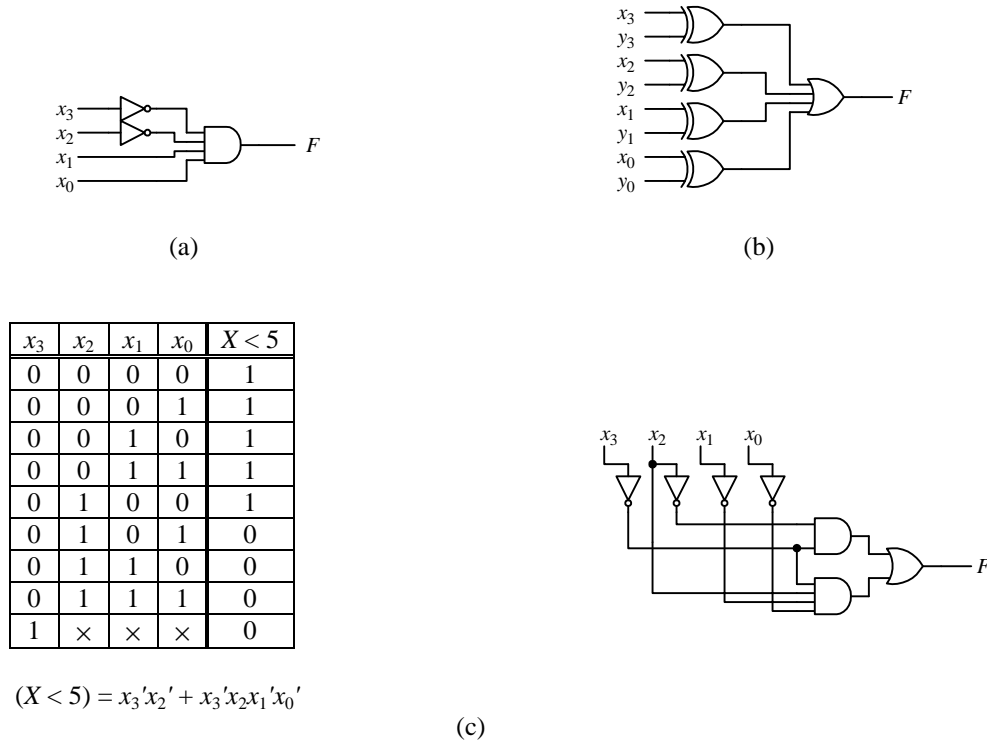 x3
x2
x1
x0
F
(a)
x3
y3
x2
y2
x1
y1
x0
y0
F
(b)
x3 x2 x1 x0 X < 5
0 0 0 0 1
0 0 0 1 1
0 0 1 0 1
0 0 1 1 1
0 1 0 0 1
0 1 0 1 0
0 1 1 0 0
0 1 1 1 0
1 × × × 0
(X < 5) = x3'x2' + x3'x2x1'x0'
x3 x2 x1 x0
F
(c)